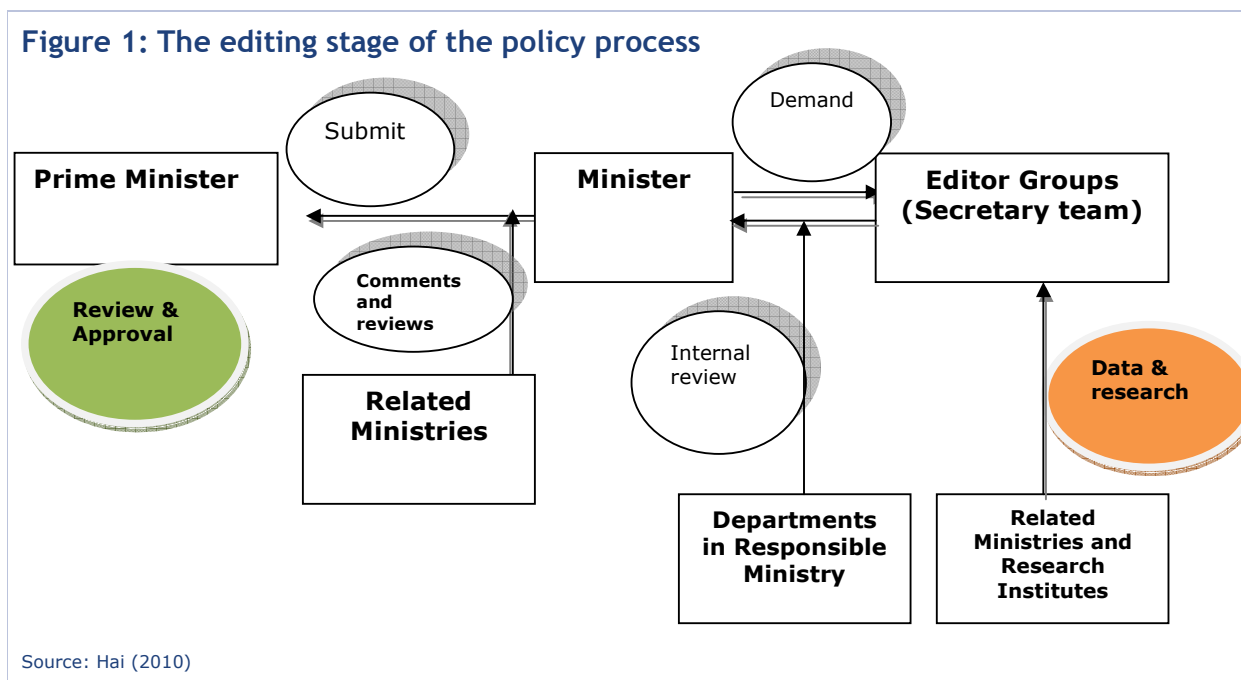 Figure 1: The editing stage of the policy process
Submit
Demand
Prime Minister
Minister
Editor Groups
(Secretary team)
Review &
Approval
Comments
and
reviews
Internal
review
Data &
research
Related
Ministries
Departments
in Responsible
Ministry
Related
Ministries and
Research
Institutes
Source: Hai (2010)